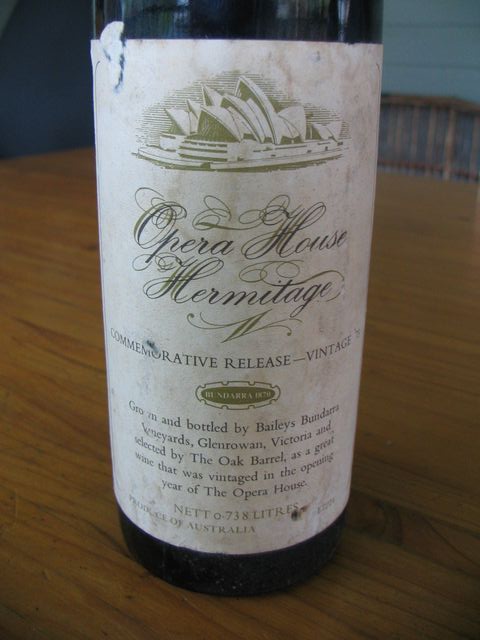 Opera House
Hermitage
COMMEMORATIVE RELEASE—VINTAGE
BUNDARRA 1870
Grown and bottled by Baileys Bundarra
Vineyards, Glenrowan, Victoria and
selected by The Oak Barrel, as a great
wine that was vintaged in the opening
year of The Opera House.
NETT 0·738 LITRES
PRODUCE OF AUSTRALIA